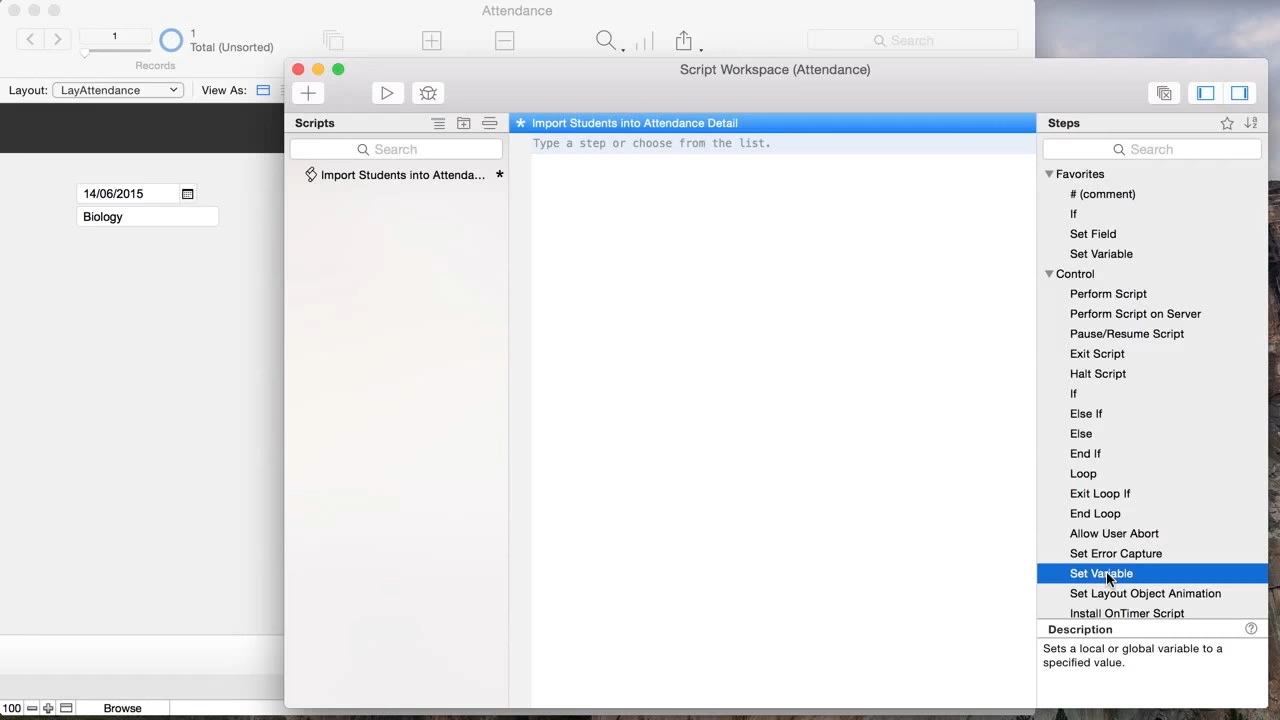 Attendance
1
1
Total (Unsorted)
Search
Records
Layout: LayAttendance View As:
14/06/2015
Biology
100 Browse
Script Workspace (Attendance)
Scripts
Search
Import Students into Attenda... *
* Import Students into Attendance Detail
Type a step or choose from the list.
Steps
Search
Favorites
# (comment)
If
Set Field
Set Variable
Control
Perform Script
Perform Script on Server
Pause/Resume Script
Exit Script
Halt Script
If
Else If
Else
End If
Loop
Exit Loop If
End Loop
Allow User Abort
Set Error Capture
Set Variable
Set Layout Object Animation
Install OnTimer Script
Description
Sets a local or global variable to a
specified value.